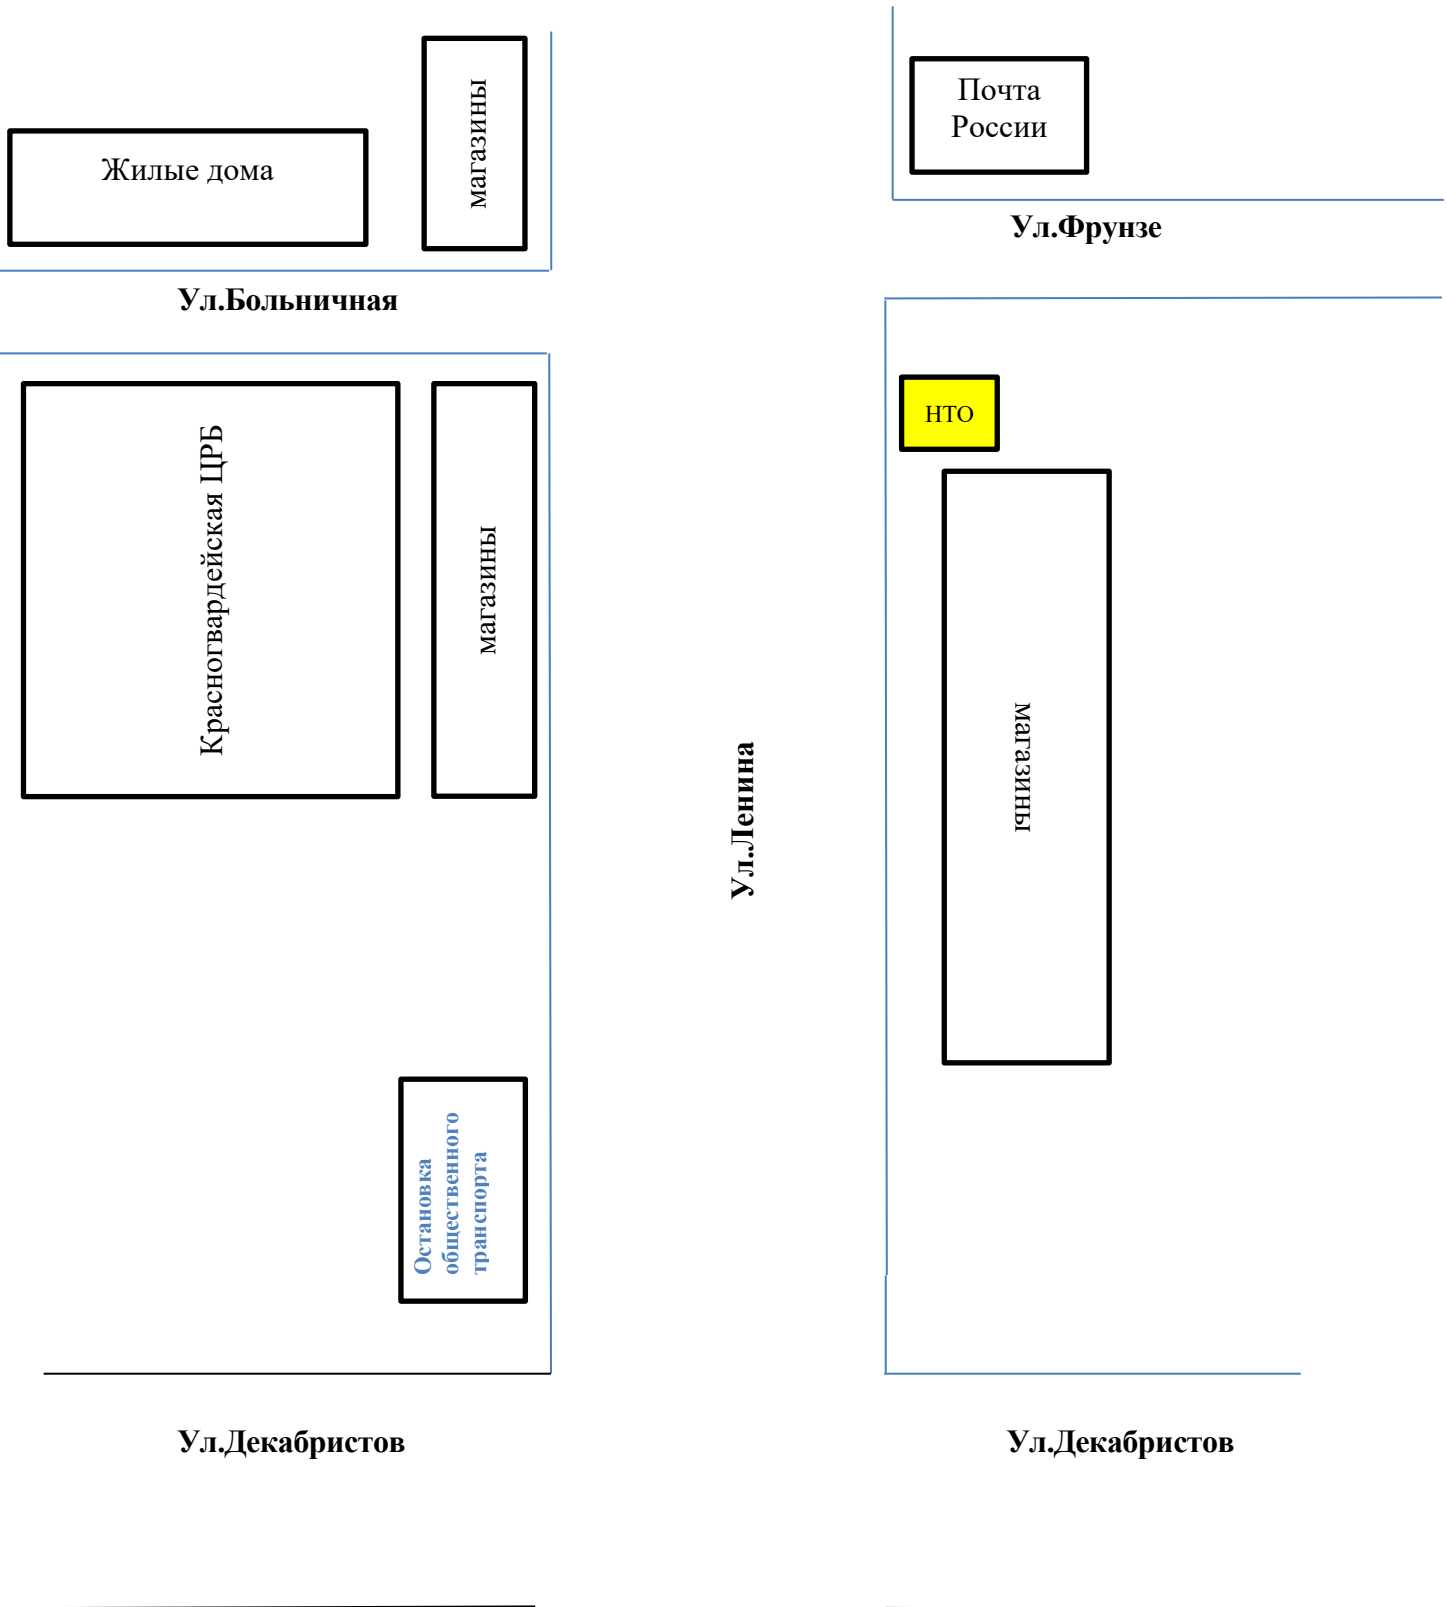 магазины
Почта
России
Жилые дома
Ул.Фрунзе
Ул.Больничная
НТО
Красногвардейская ЦРБ
магазины
магазины
Ул.Ленина
Остановка
общественного
транспорта
Ул.Декабристов
Ул.Декабристов